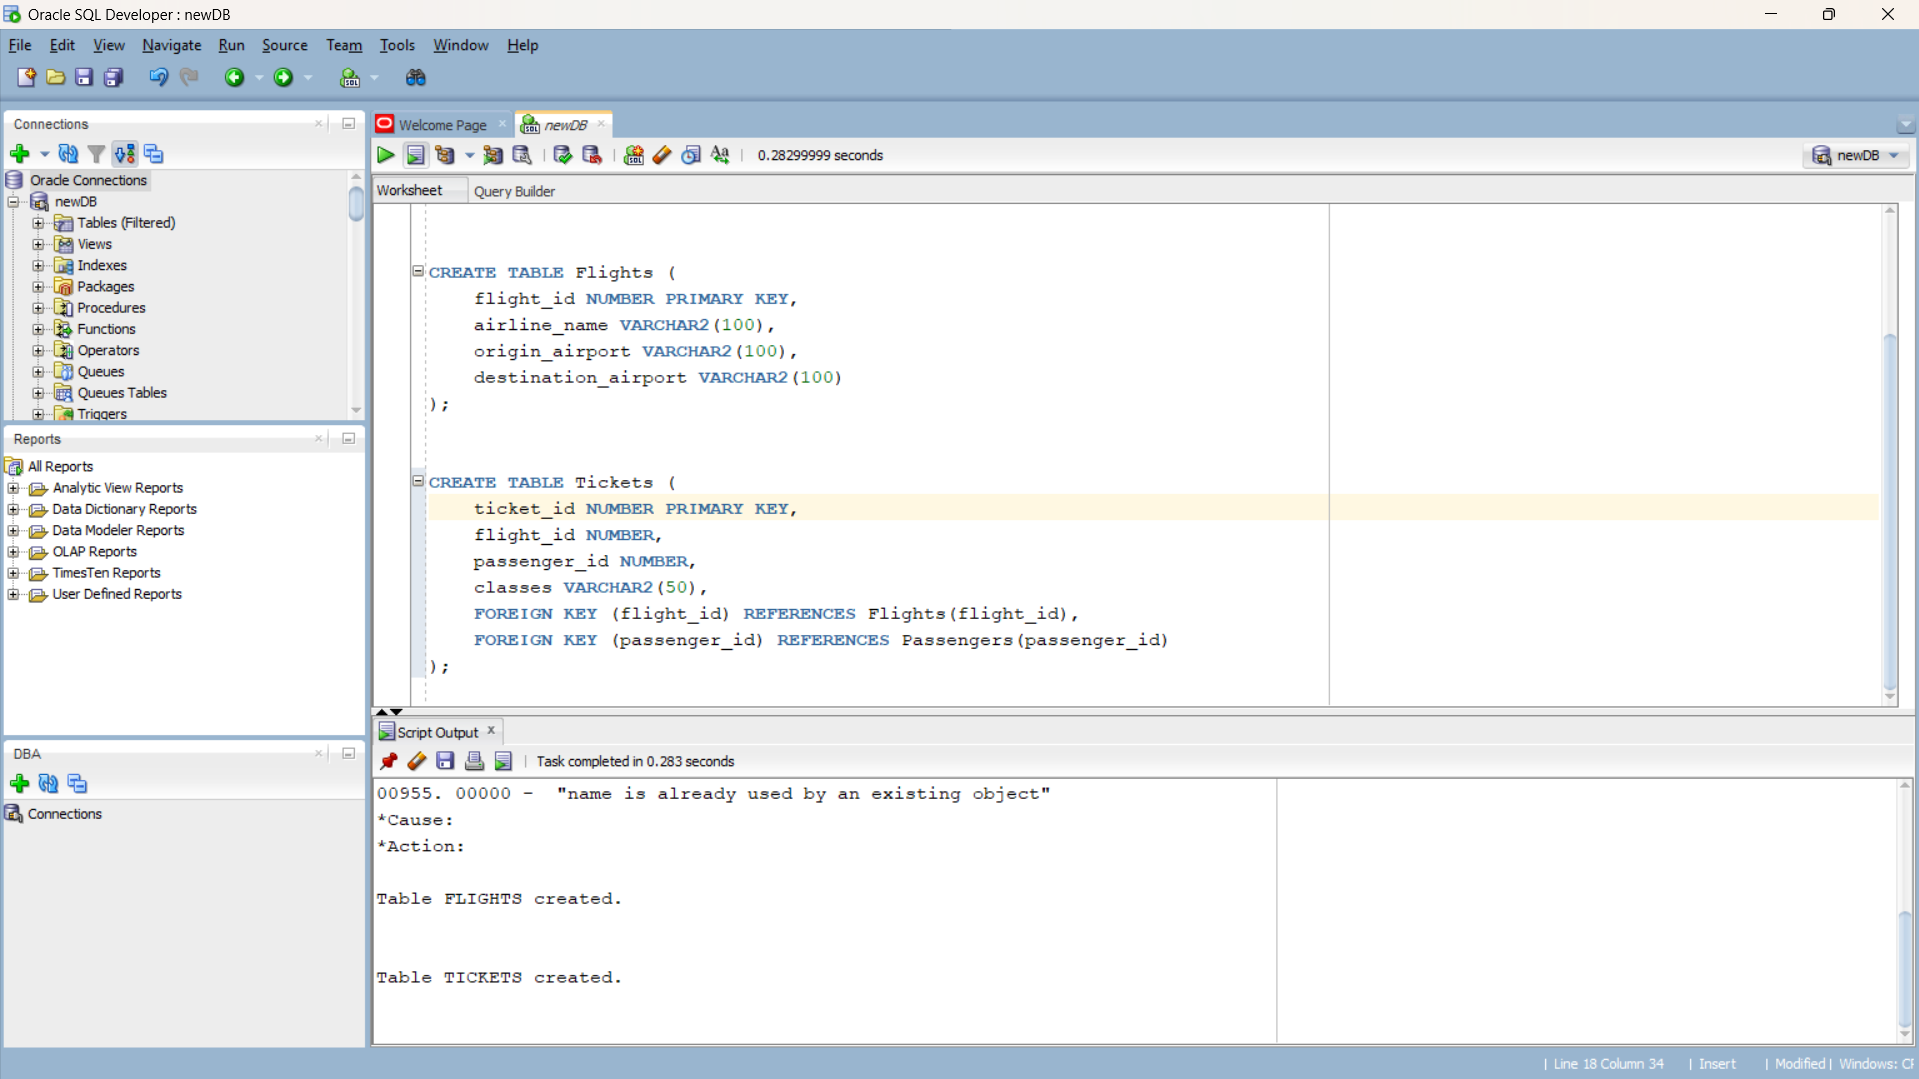 Oracle SQL Developer : newDB
File Edit View Navigate Run Source Team Tools Window Help
Connections
Oracle Connections
newDB
Tables (Filtered)
Views
Indexes
Packages
Procedures
Functions
Operators
Queues
Queues Tables
Triggers
Reports
All Reports
Analytic View Reports
Data Dictionary Reports
Data Modeler Reports
OLAP Reports
TimesTen Reports
User Defined Reports
DBA
Connections
Welcome Page newDB
0.28299999 seconds
newDB
Worksheet Query Builder
CREATE TABLE Flights (
flight_id NUMBER PRIMARY KEY,
airline_name VARCHAR2(100),
origin_airport VARCHAR2(100),
destination_airport VARCHAR2(100)
);
CREATE TABLE Tickets (
ticket_id NUMBER PRIMARY KEY,
flight_id NUMBER,
passenger_id NUMBER,
classes VARCHAR2(50),
FOREIGN KEY (flight_id) REFERENCES Flights(flight_id),
FOREIGN KEY (passenger_id) REFERENCES Passengers(passenger_id)
);
Script Output
Task completed in 0.283 seconds
00955. 00000 - "name is already used by an existing object"
*Cause:
*Action:
Table FLIGHTS created.
Table TICKETS created.
Line 18 Column 34 | Insert | Modified | Windows: